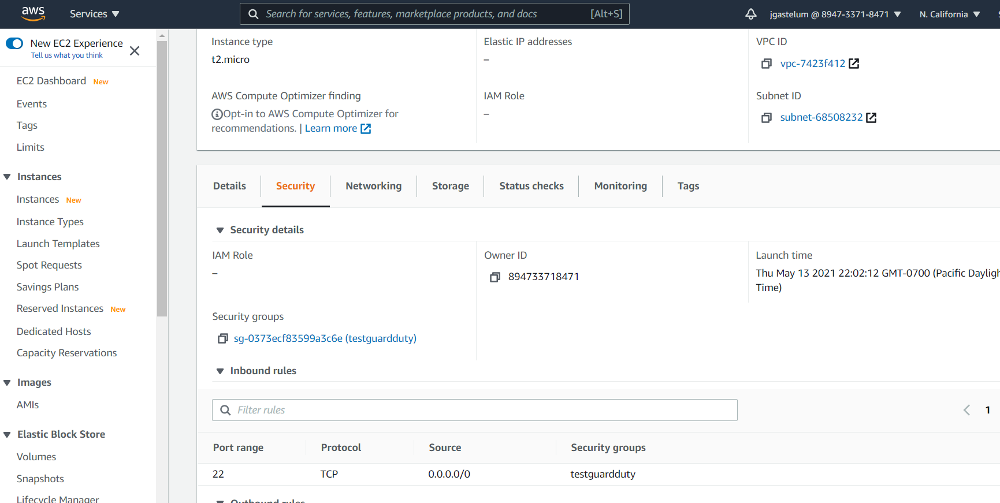 aws
Services
Search for services, features, marketplace products, and docs [Alt+S]
jgastelum @ 8947-3371-8471
N. California
New EC2 Experience
Tell us what you think
EC2 Dashboard New
Events
Tags
Limits
Instances
Instances New
Instance Types
Launch Templates
Spot Requests
Savings Plans
Reserved Instances New
Dedicated Hosts
Capacity Reservations
Images
AMIs
Elastic Block Store
Volumes
Snapshots
Lifecycle Manager
Instance type
t2.micro
Elastic IP addresses
–
VPC ID
vpc-7423f412
AWS Compute Optimizer finding
Opt-in to AWS Compute Optimizer for
recommendations. | Learn more
IAM Role
–
Subnet ID
subnet-68508232
Details
Security
Networking
Storage
Status checks
Monitoring
Tags
Security details
IAM Role
–
Owner ID
894733718471
Launch time
Thu May 13 2021 22:02:12 GMT-0700 (Pacific Dayligh
Time)
Security groups
sg-0373ecf83599a3c6e (testguardduty)
Inbound rules
Filter rules
1
Port range Protocol Source Security groups
22 TCP 0.0.0.0/0 testguardduty
Outbound rules